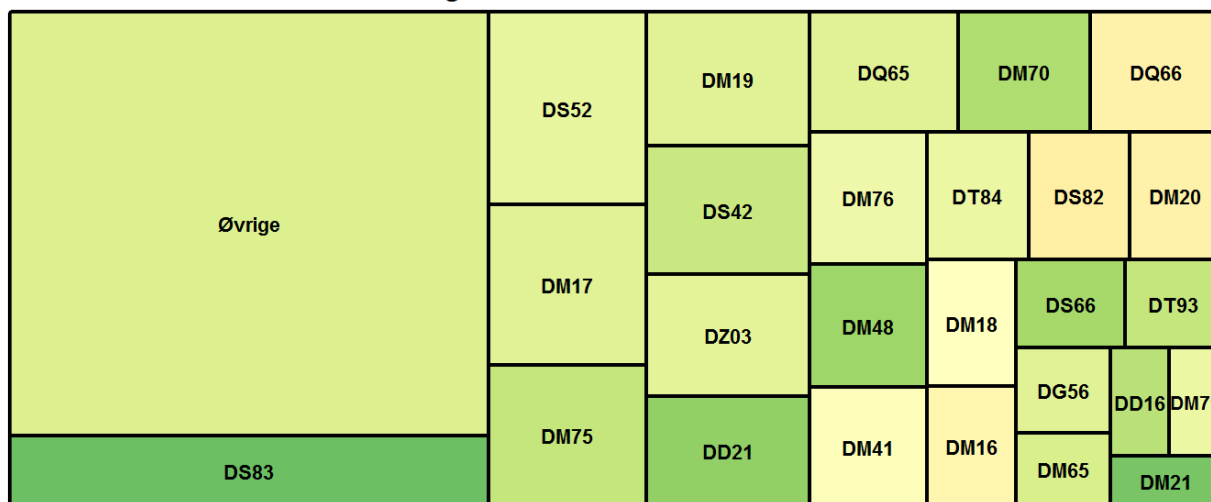 Øvrige
DS83
DS52
DM17
DM75
DM19
DS42
DZ03
DD21
DQ65
DM70
DQ66
DM76
DT84
DS82
DM20
DM48
DM18
DS66
DT93
DM41
DM16
DG56
DD16
DM7
DM65
DM21